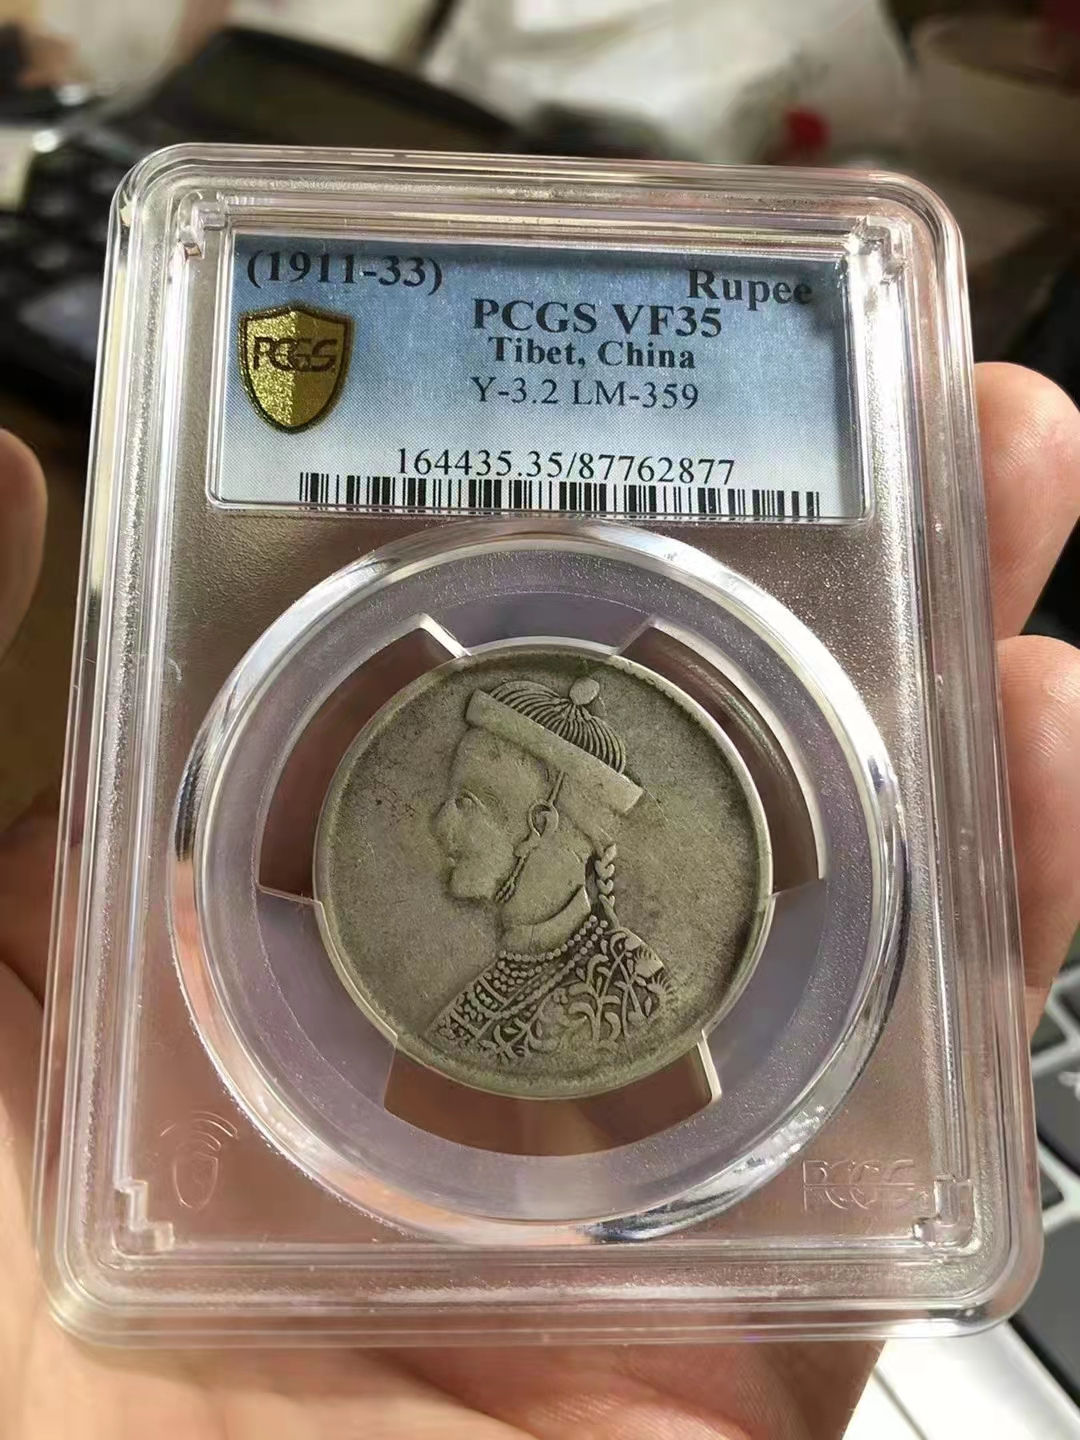 (1911-33) Rupee
PCGS VF35
PCGS
Tibet, China
Y-3.2 LM-359
164435.35/87762877
PCGS